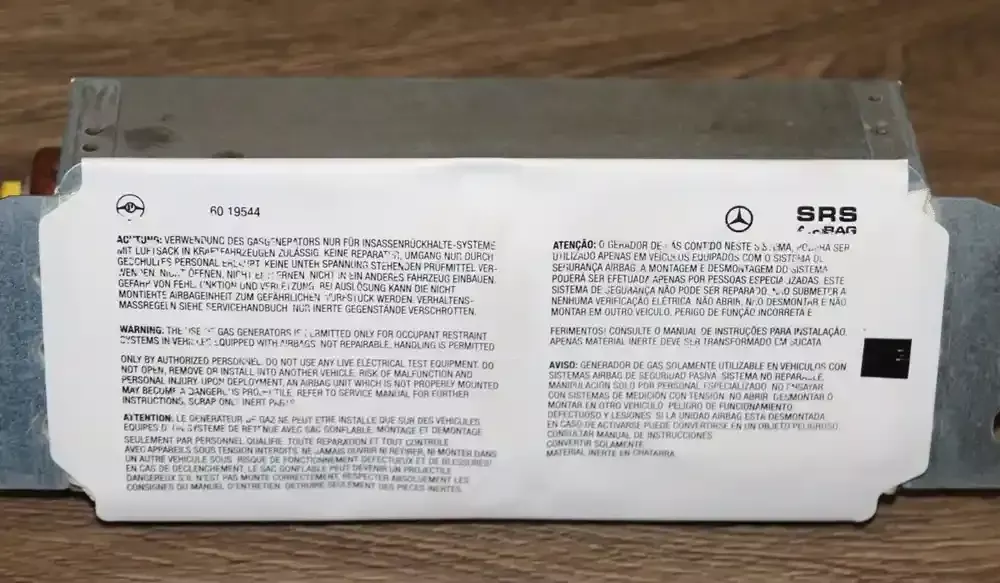 60 19544
SRS
AIRBAG
ACHTUNG: VERWENDUNG DES GASGENERATORS NUR FÜR INSASSENRÜCKHALTE-SYSTEME
MIT LUFTSACK IN KRAFTFAHRZEUGEN ZULÄSSIG. KEINE REPARATUR, UMGANG NUR DURCH
GESCHULTES PERSONAL ERLAUBT. KEINE UNTER SPANNUNG STEHENDEN PRÜFMITTEL VER-
WENDEN. NICHT ÖFFNEN, NICHT ENTFERNEN. NICHT IN EIN ANDERES FAHRZEUG EINBAUEN.
GEFAHR VON FEHLFUNKTION UND VERLETZUNG. BEI AUSLÖSUNG KANN DIE NICHT
MONTIERTE AIRBAGEINHEIT ZUM GEFÄHRLICHEN WURFSTÜCK WERDEN. VERHALTENS-
MASSREGELN SIEHE SERVICEHANDBUCH. NUR INERTE GEGENSTÄNDE VERSCHROTTEN.
WARNING: THE USE OF GAS GENERATORS IS PERMITTED ONLY FOR OCCUPANT RESTRAINT
SYSTEMS IN VEHICLES EQUIPPED WITH AIRBAGS. NOT REPAIRABLE. HANDLING IS PERMITTED
ONLY BY AUTHORIZED PERSONNEL. DO NOT USE ANY LIVE ELECTRICAL TEST EQUIPMENT. DO
NOT OPEN, REMOVE OR INSTALL INTO ANOTHER VEHICLE. RISK OF MALFUNCTION AND
PERSONAL INJURY. UPON DEPLOYMENT, AN AIRBAG UNIT WHICH IS NOT PROPERLY MOUNTED
MAY BECOME A DANGEROUS PROJECTILE. REFER TO SERVICE MANUAL FOR FURTHER
INSTRUCTIONS. SCRAP ONLY INERT PARTS.
ATTENTION: LE GENERATEUR DE GAZ NE PEUT ETRE INSTALLE QUE SUR DES VEHICULES
EQUIPES D'UN SYSTEME DE RETENUE AVEC SAC GONFLABLE. MONTAGE ET DEMONTAGE
SEULEMENT PAR PERSONNEL QUALIFIE. TOUTE REPARATION ET TOUT CONTROLE
AVEC APPAREILS SOUS TENSION INTERDITS. NE JAMAIS OUVRIR NI RETIRER, NI MONTER DANS
UN AUTRE VEHICULE SOUS. RISQUE DE FONCTIONNEMENT DEFECTUEUX ET DE BLESSURES!
EN CAS DE DECLENCHEMENT, LE SAC GONFLABLE PEUT DEVENIR UN PROJECTILE
DANGEREUX S'IL N'EST PAS MONTE CORRECTEMENT. RESPECTER ABSOLUMENT LES
CONSIGNES DU MANUEL D'ENTRETIEN. DETRUIRE SEULEMENT DES PIECES INERTES.
ATENÇÃO: O GERADOR DE GAS CONTIDO NESTE SISTEMA, PODERA SER
UTILIZADO APENAS EM VEÍCULOS EQUIPADOS COM O SISTEMA DE
SEGURANÇA AIRBAG. A MONTAGEM E DESMONTAGEM DO SISTEMA
PODERÁ SER EFETUADA APENAS POR PESSOAS ESPECIALIZADAS. ESTE
SISTEMA DE SEGURANÇA NÃO PODE SER REPARADO. NÃO SUBMETER A
NENHUMA VERIFICAÇÃO ELÉTRICA. NÃO ABRIR, NÃO DESMONTAR E NÃO
MONTAR EM OUTRO VEÍCULO. PERIGO DE FUNÇÃO INCORRETA E
FERIMENTOS! CONSULTE O MANUAL DE INSTRUÇÕES PARA INSTALAÇÃO.
APENAS MATERIAL INERTE DEVE SER TRANSFORMADO EM SUCATA
AVISO: GENERADOR DE GAS SOLAMENTE UTILIZABLE EN VEHICULOS CON
SISTEMAS AIRBAG DE SEGURIDAD PASIVA. SISTEMA NO REPARABLE.
MANIPULACIÓN SOLO POR PERSONAL ESPECIALIZADO. NO ENSAYAR
CON SISTEMAS DE MEDICIÓN CON TENSIÓN. NO ABRIR. DESMONTAR O
MONTAR EN OTRO VEHÍCULO. PELIGRO DE FUNCIONAMIENTO
DEFECTUOSO Y LESIONES. SI LA UNIDAD AIRBAG ESTA DESMONTADA,
EN CASO DE ACTIVARSE PUEDE CONVERTIRSE EN UN OBJETO PELIGROSO.
CONSULTAR MANUAL DE INSTRUCCIONES
CONVERTIR SOLAMENTE
MATERIAL INERTE EN CHATARRA